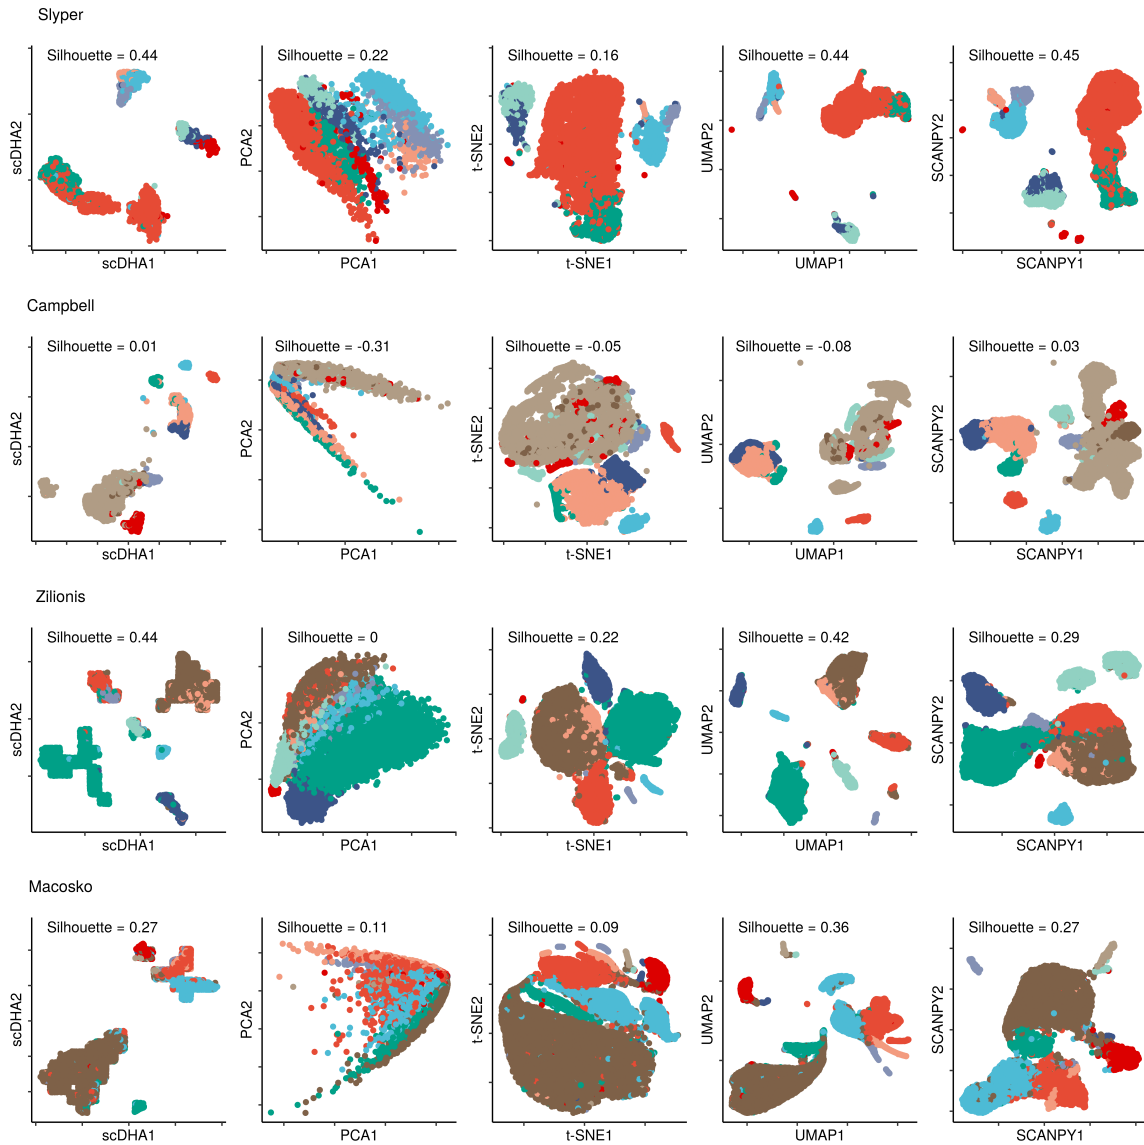 Slyper
Silhouette = 0.44
Silhouette = 0.22
Silhouette = 0.16
Silhouette = 0.44
Silhouette = 0.45
scDHA2
PCA2
t-SNE2
UMAP2
SCANPY2
scDHA1
PCA1
t-SNE1
UMAP1
SCANPY1
Campbell
Silhouette = 0.01
Silhouette = -0.31
Silhouette = -0.05
Silhouette = -0.08
Silhouette = 0.03
scDHA2
PCA2
t-SNE2
UMAP2
SCANPY2
scDHA1
PCA1
t-SNE1
UMAP1
SCANPY1
Zilionis
Silhouette = 0.44
Silhouette = 0
Silhouette = 0.22
Silhouette = 0.42
Silhouette = 0.29
scDHA2
PCA2
t-SNE2
UMAP2
SCANPY2
scDHA1
PCA1
t-SNE1
UMAP1
SCANPY1
Macosko
Silhouette = 0.27
Silhouette = 0.11
Silhouette = 0.09
Silhouette = 0.36
Silhouette = 0.27
scDHA2
PCA2
t-SNE2
UMAP2
SCANPY2
scDHA1
PCA1
t-SNE1
UMAP1
SCANPY1